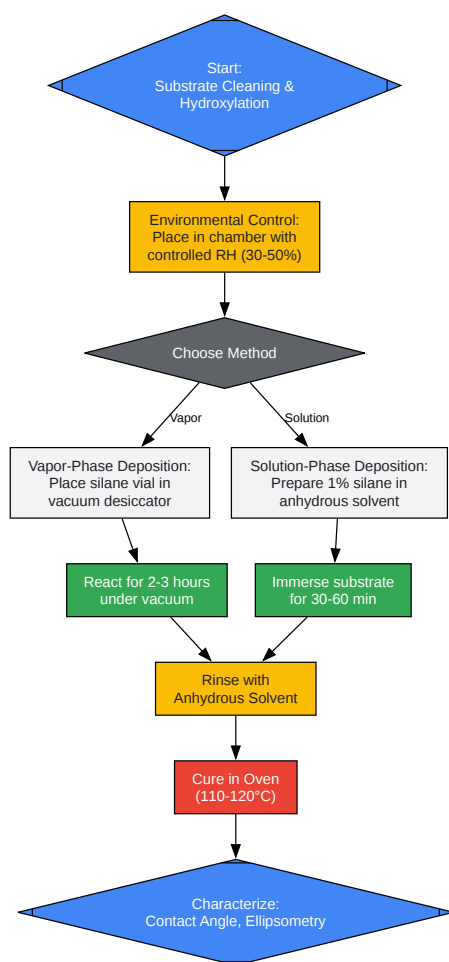 Start:
Substrate Cleaning &
Hydroxylation
Environmental Control:
Place in chamber with
controlled RH (30-50%)
Choose Method
Vapor
Solution
Vapor-Phase Deposition:
Place silane vial in
vacuum desiccator
Solution-Phase Deposition:
Prepare 1% silane in
anhydrous solvent
React for 2-3 hours
under vacuum
Immerse substrate
for 30-60 min
Rinse with
Anhydrous Solvent
Cure in Oven
(110-120°C)
Characterize:
Contact Angle, Ellipsometry